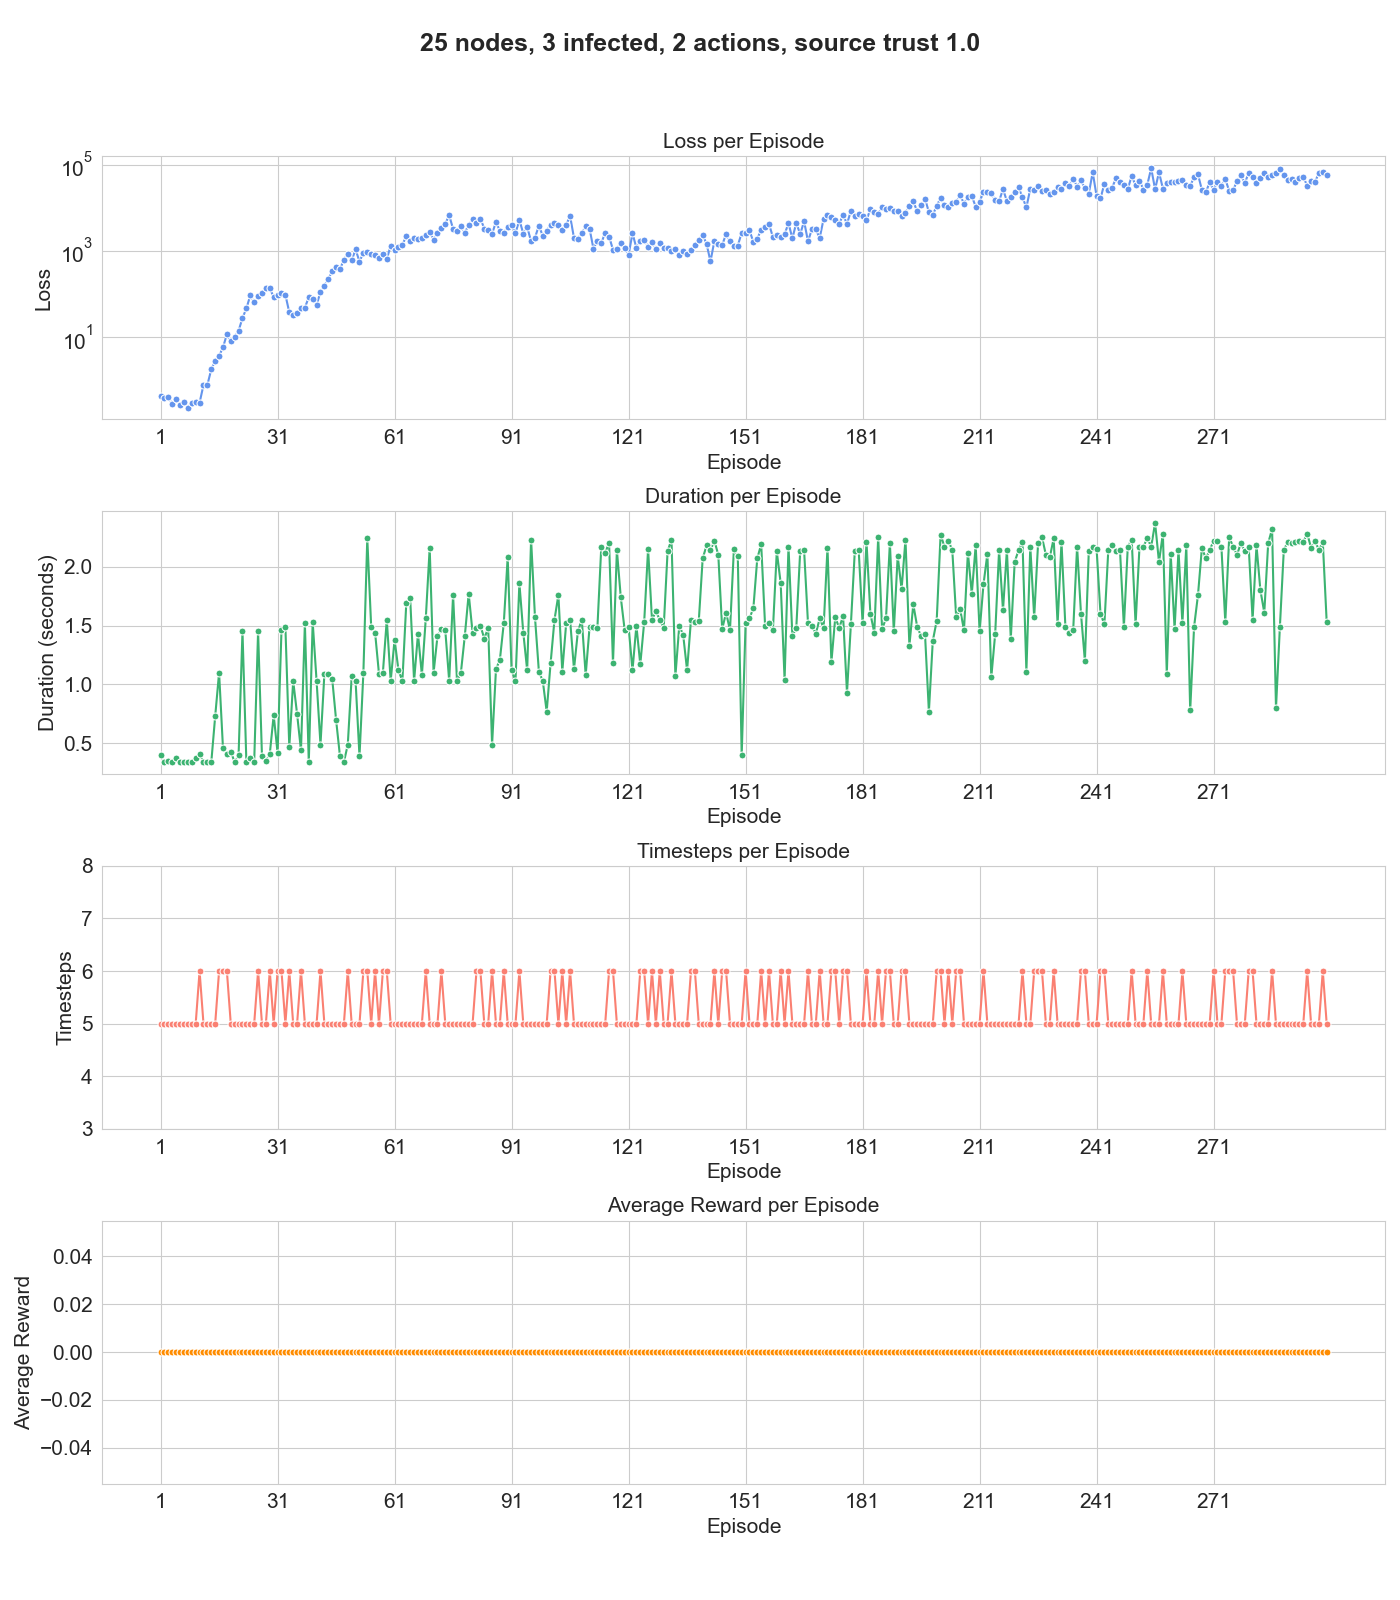 25 nodes, 3 infected, 2 actions, source trust 1.0
Loss per Episode
10^5
10^3
10^1
Loss
1 31 61 91 121 151 181 211 241 271
Episode
Duration per Episode
2.0
1.5
1.0
0.5
Duration (seconds)
1 31 61 91 121 151 181 211 241 271
Episode
Timesteps per Episode
8
7
6
5
4
3
Timesteps
1 31 61 91 121 151 181 211 241 271
Episode
Average Reward per Episode
0.04
0.02
0.00
−0.02
−0.04
Average Reward
1 31 61 91 121 151 181 211 241 271
Episode